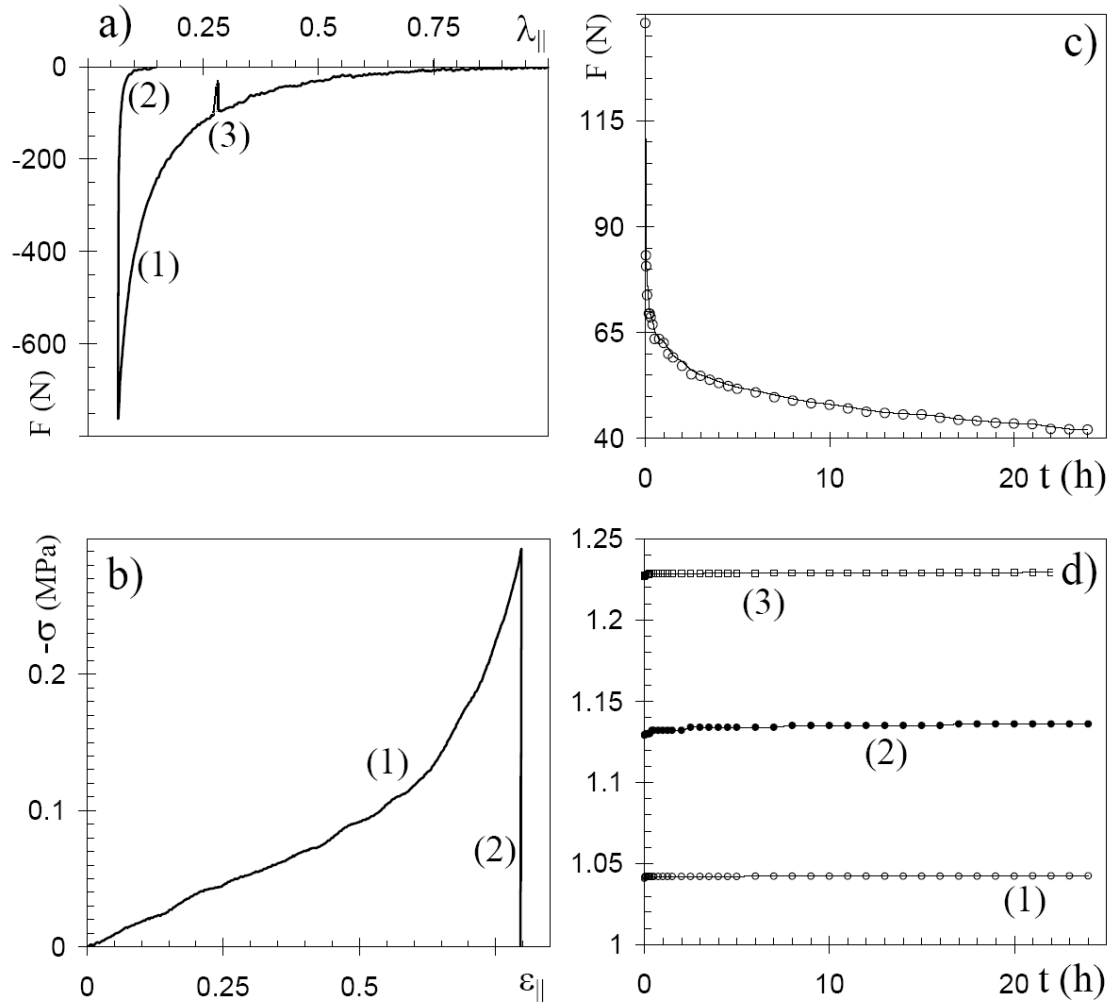 a)
0.25 0.5 0.75 λ||
0
-200
-400
-600
F (N)
(2)
(3)
(1)
c)
F (N)
115
90
65
40
0 10 20 t (h)
b)
-σ (MPa)
0.2
0.1
0
(1)
(2)
0 0.25 0.5 ε||
d)
1.25
1.2
1.15
1.1
1.05
1
(3)
(2)
(1)
0 10 20 t (h)